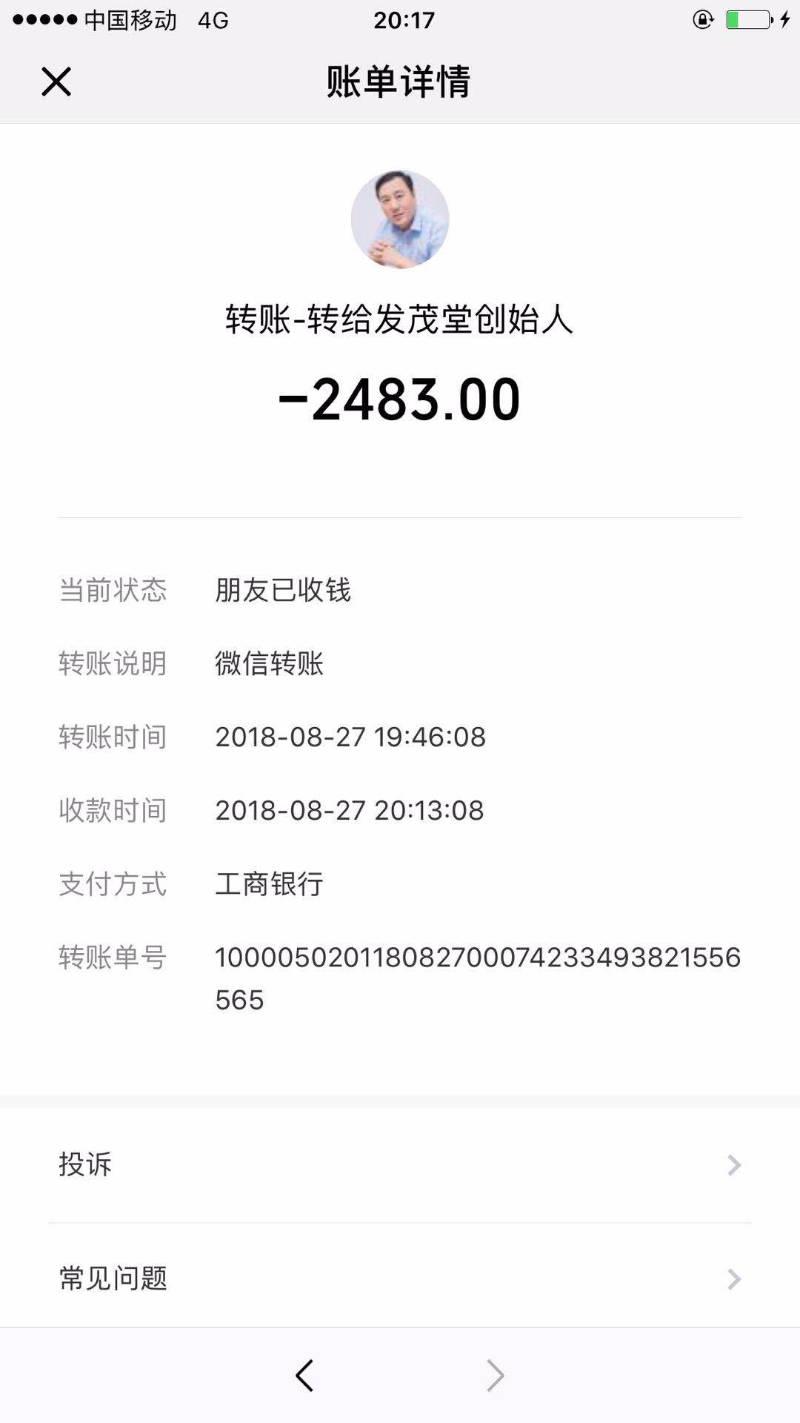 中国移动 4G 20:17
账单详情
转账-转给发茂堂创始人
-2483.00
当前状态 朋友已收钱
转账说明 微信转账
转账时间 2018-08-27 19:46:08
收款时间 2018-08-27 20:13:08
支付方式 工商银行
转账单号 100005020118082700074233493821556
565
投诉
常见问题